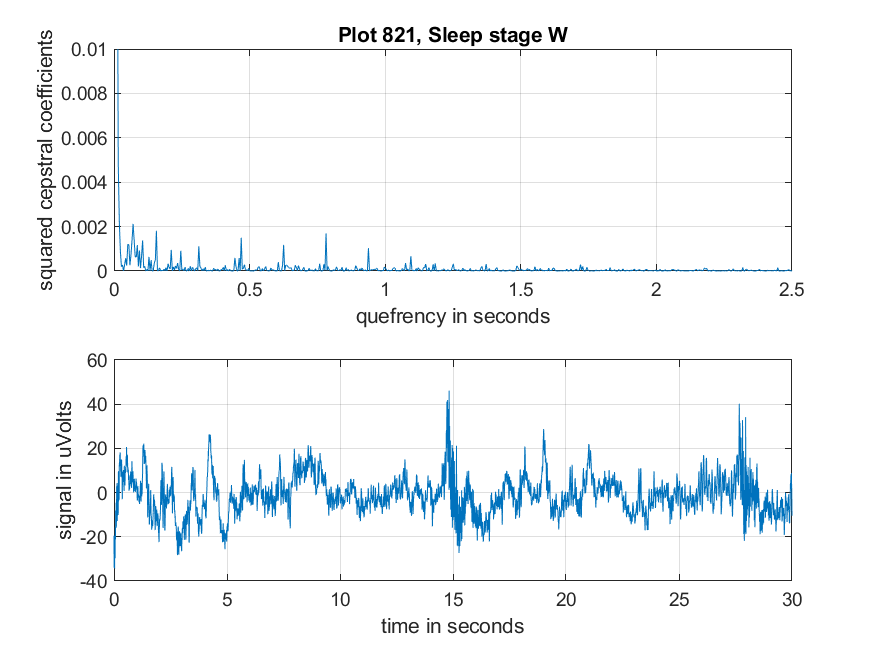 Plot 821, Sleep stage W
squared cepstral coefficients
0.01
0.008
0.006
0.004
0.002
0
0 0.5 1 1.5 2 2.5
quefrency in seconds
signal in uVolts
60
40
20
0
-20
-40
0 5 10 15 20 25 30
time in seconds